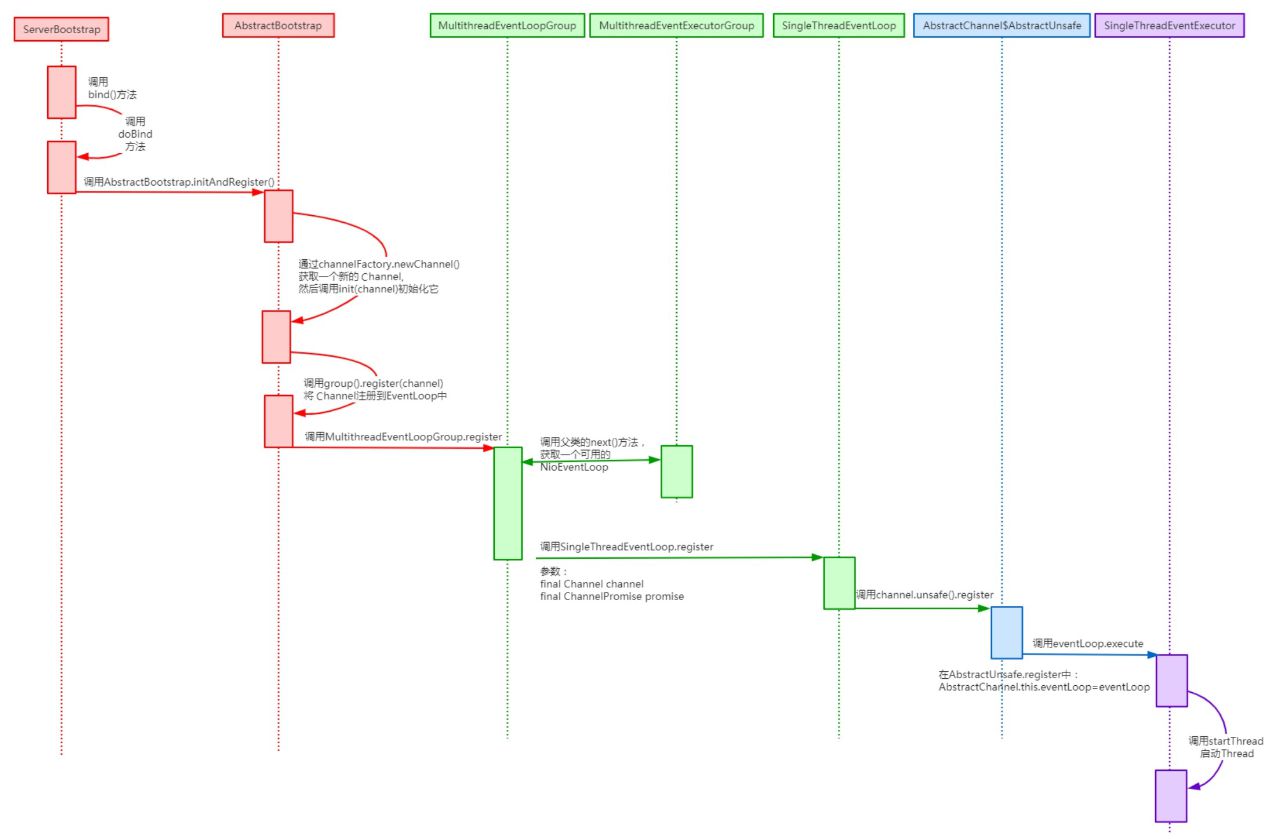 ServerBootstrap
AbstractBootstrap
MultithreadEventLoopGroup
MultithreadEventExecutorGroup
SingleThreadEventLoop
AbstractChannel$AbstractUnsafe
SingleThreadEventExecutor
调用
bind()方法
调用
doBind
方法
调用AbstractBootstrap.initAndRegister()
通过channelFactory.newChannel()
获取一个新的 Channel,
然后调用init(channel)初始化它
调用group().register(channel)
将 Channel注册到EventLoop中
调用MultithreadEventLoopGroup.register
调用父类的next()方法，
获取一个可用的
NioEventLoop
调用SingleThreadEventLoop.register
参数：
final Channel channel
final ChannelPromise promise
调用channel.unsafe().register
调用eventLoop.execute
在AbstractUnsafe.register中：
AbstractChannel.this.eventLoop=eventLoop
调用startThread
启动Thread